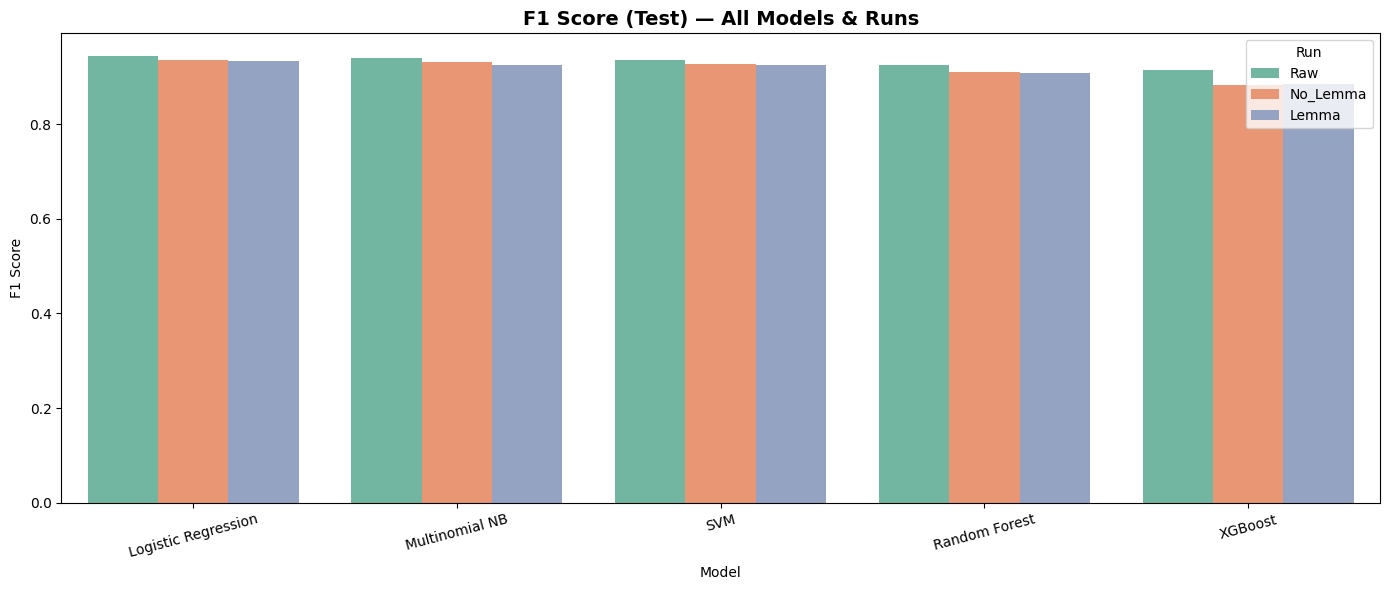 F1 Score (Test) — All Models & Runs
Run
Raw
No_Lemma
Lemma
0.8
0.6
0.4
0.2
0.0
F1 Score
Logistic Regression
Multinomial NB
SVM
Random Forest
XGBoost
Model